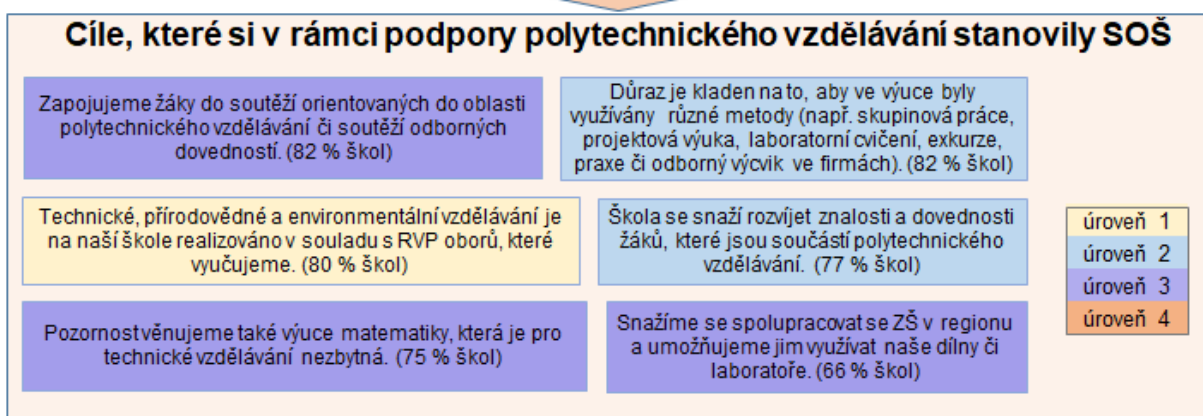 Cíle, které si v rámci podpory polytechnického vzdělávání stanovily SOŠ
Zapojujeme žáky do soutěží orientovaných do oblasti
polytechnického vzdělávání či soutěží odborných
dovedností. (82 % škol)
Důraz je kladen na to, aby ve výuce byly
využívány různé metody (např. skupinová práce,
projektová výuka, laboratorní cvičení, exkurze,
praxe či odborný výcvik ve firmách). (82 % škol)
Technické, přírodovědné a environmentální vzdělávání je
na naší škole realizováno v souladu s RVP oborů, které
vyučujeme. (80 % škol)
Škola se snaží rozvíjet znalosti a dovednosti
žáků, které jsou součástí polytechnického
vzdělávání. (77 % škol)
Pozornost věnujeme také výuce matematiky, která je pro
technické vzdělávání nezbytná. (75 % škol)
Snažíme se spolupracovat se ZŠ v regionu
a umožňujeme jim využívat naše dílny či
laboratoře. (66 % škol)
úroveň 1
úroveň 2
úroveň 3
úroveň 4